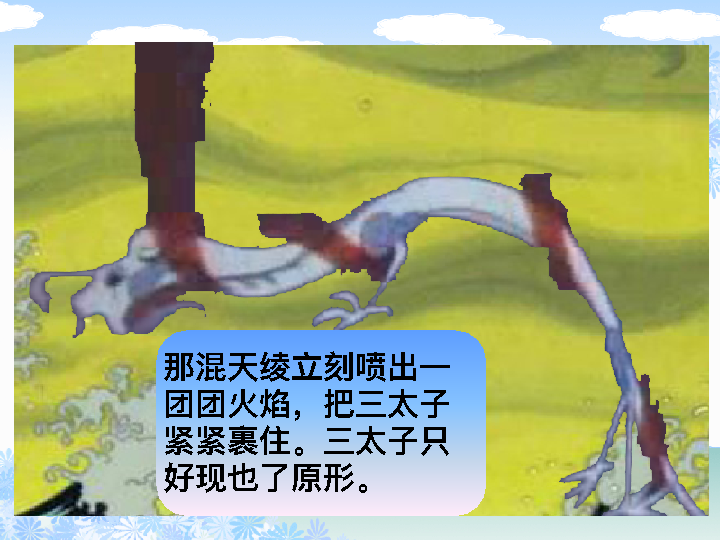 那混天绫立刻喷出一
团团火焰，把三太子
紧紧裹住。三太子只
好现也了原形。